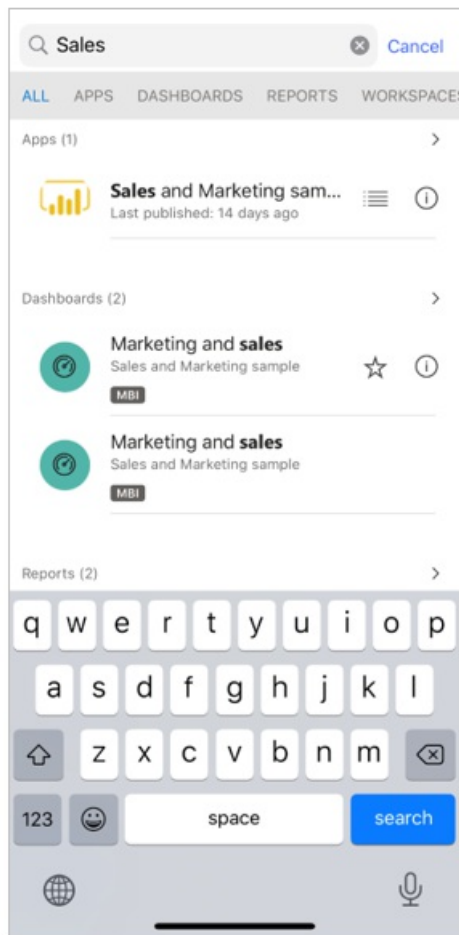 Sales
Cancel
ALL APPS DASHBOARDS REPORTS WORKSPACES
Apps (1)
Sales and Marketing sam...
Last published: 14 days ago
Dashboards (2)
Marketing and sales
Sales and Marketing sample
MBI
Marketing and sales
Sales and Marketing sample
MBI
Reports (2)
q w e r t y u i o p
a s d f g h j k l
z x c v b n m
123 space search